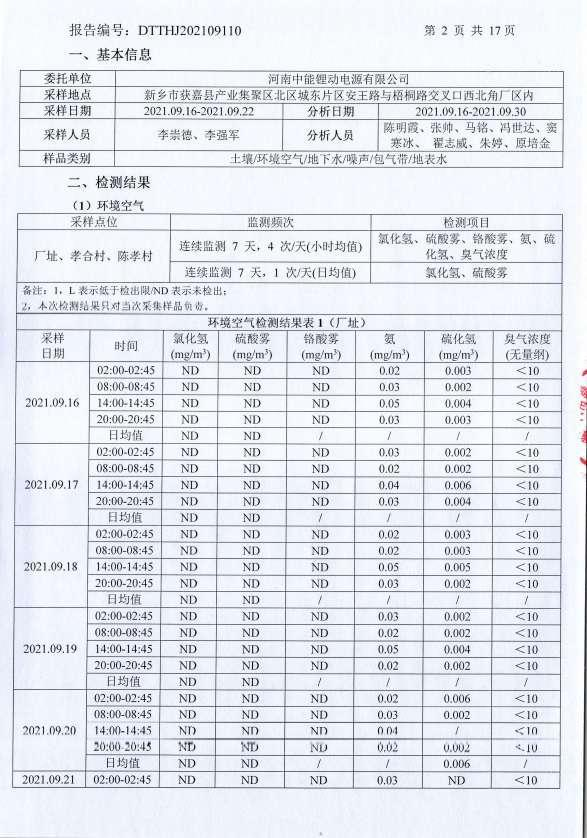 报告编号：DTTHJ202109110 第 2 页 共 17 页
一、基本信息
委托单位 河南中能锂动电源有限公司
采样地点 新乡市获嘉县产业集聚区北区城东片区安王路与梧桐路交叉口西北角厂区内
采样日期 2021.09.16-2021.09.22 分析日期 2021.09.16-2021.09.30
采样人员 李崇德、李强军 分析人员 陈明霞、张帅、马铭、冯世达、窦
寒冰、翟志威、朱婷、原培金
样品类别 土壤/环境空气/地下水/噪声/包气带/地表水
二、检测结果
（1）环境空气
采样点位 监测频次 检测项目
厂址、孝合村、陈孝村 连续监测 7 天，4 次/天(小时均值) 氯化氢、硫酸雾、铬酸雾、氨、硫
化氢、臭气浓度
连续监测 7 天，1 次/天(日均值) 氯化氢、硫酸雾
备注：1，L 表示低于检出限/ND 表示未检出；
2，本次检测结果只对当次采集样品负责。
环境空气检测结果表 1（厂址）
采样日期 时间 氯化氢(mg/m³) 硫酸雾(mg/m³) 铬酸雾(mg/m³) 氨(mg/m³) 硫化氢(mg/m³) 臭气浓度(无量纲)
2021.09.16 02:00-02:45 ND ND ND 0.02 0.003 ＜10
08:00-08:45 ND ND ND 0.03 0.002 ＜10
14:00-14:45 ND ND ND 0.05 0.004 ＜10
20:00-20:45 ND ND ND 0.03 0.003 ＜10
日均值 ND ND / / / /
2021.09.17 02:00-02:45 ND ND ND 0.03 0.002 ＜10
08:00-08:45 ND ND ND 0.02 0.002 ＜10
14:00-14:45 ND ND ND 0.04 0.006 ＜10
20:00-20:45 ND ND ND 0.03 0.004 ＜10
日均值 ND ND / / / /
2021.09.18 02:00-02:45 ND ND ND 0.02 0.003 ＜10
08:00-08:45 ND ND ND 0.02 0.003 ＜10
14:00-14:45 ND ND ND 0.05 0.005 ＜10
20:00-20:45 ND ND ND 0.03 0.002 ＜10
日均值 ND ND / / / /
2021.09.19 02:00-02:45 ND ND ND 0.03 0.002 ＜10
08:00-08:45 ND ND ND 0.02 0.002 ＜10
14:00-14:45 ND ND ND 0.05 0.004 ＜10
20:00-20:45 ND ND ND 0.02 0.002 ＜10
日均值 ND ND / / / /
2021.09.20 02:00-02:45 ND ND ND 0.02 0.006 ＜10
08:00-08:45 ND ND ND 0.03 0.002 ＜10
14:00-14:45 ND ND ND 0.04 / ＜10
20:00-20:45 ND ND ND 0.02 0.002 ＜10
日均值 ND ND / / 0.006 /
2021.09.21 02:00-02:45 ND ND ND 0.03 ND ＜10